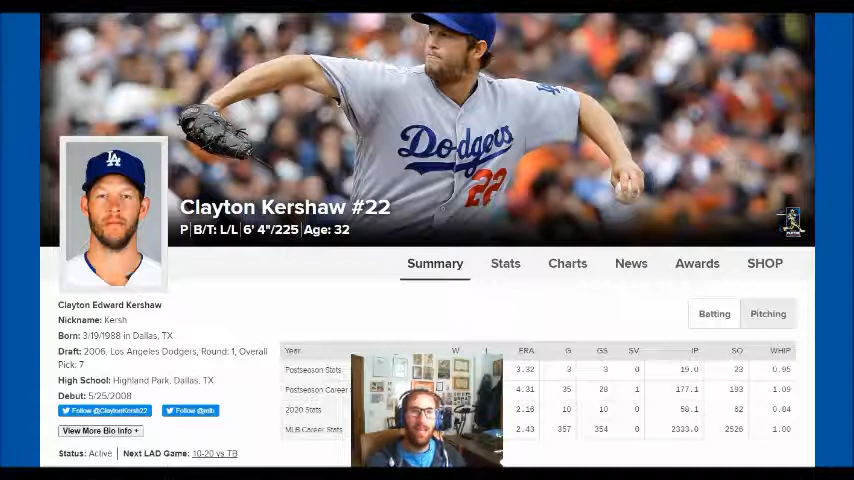 Dodgers
22
LA
LA
Clayton Kershaw #22
P B/T: L/L 6' 4"/225 Age: 32
Summary Stats Charts News Awards SHOP
Clayton Edward Kershaw
Nickname: Kersh
Born: 3/19/1988 in Dallas, TX
Draft: 2006, Los Angeles Dodgers, Round: 1, Overall
Pick: 7
High School: Highland Park, Dallas, TX
Debut: 5/25/2008
Follow @ClaytonKersh22 Follow @mlb
View More Bio Info +
Status: Active | Next LAD Game: 10-20 vs TB
Batting Pitching
Year W ERA G GS SV IP SO WHIP
Postseason Stats 3.32 3 3 0 19.0 23 0.95
Postseason Career 4.31 35 28 1 177.1 193 1.09
2020 Stats 2.16 10 10 0 58.1 62 0.84
MLB Career Stats 2.43 357 354 0 2333.0 2526 1.00